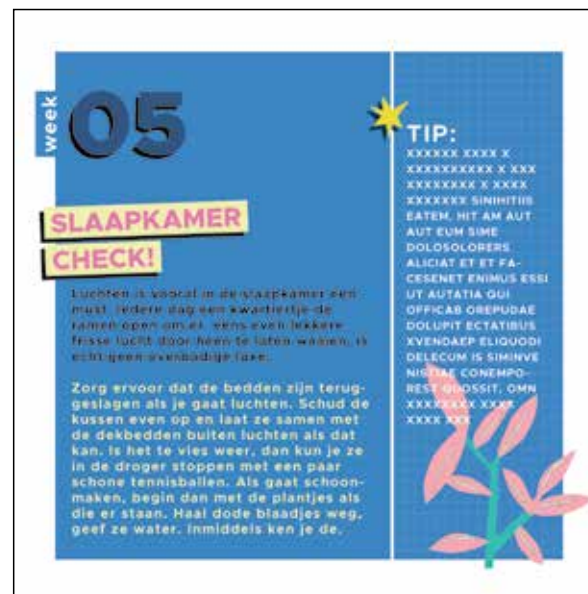 week
05
SLAAPKAMER
CHECK!
Luchten is vooral in de slaapkamer een
must. Iedere dag een kwartiertje de
ramen open om er eens even lekkere
frisse lucht door heen te laten waaien, is
echt geen overbodige luxe.
Zorg ervoor dat de bedden zijn terug-
geslagen als je gaat luchten. Schud de
kussen even op en laat ze samen met
de dekbedden buiten luchten als dat
kan. Is het te vies weer, dan kun je ze
in de droger stoppen met een paar
schone tennisballen. Als gaat schoon-
maken, begin dan met de plantjes als
die er staan. Haal dode blaadjes weg,
geef ze water. Inmiddels ken je de,
TIP:
XXXXXX XXXX X
XXXXXXXXXX X XXX
XXXXXXXX X XXXX
XXXXXXX SINIHITIIS
EATEM. HIT AM AUT
AUT EUM SIME
DOLOSOLORERS
ALICIAT ET ET FA-
CESENET ENIMUS ESSI
UT AUTATIA QUI
OFFICAB OREPUDAE
DOLUPIT ECTATIBUS
XVENDAEP ELIQUODI
DELECUM IS SIMINVE
NISTIAE CONEMPO-
REST QUOSSIT, OMN
XXXXXXXX XXXX
XXXX XXX